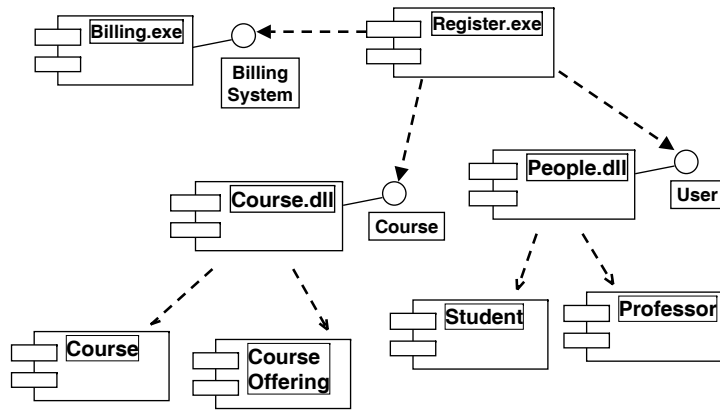 Billing.exe
Register.exe
Billing
System
Course.dll
Course
People.dll
User
Course
Course
Offering
Student
Professor